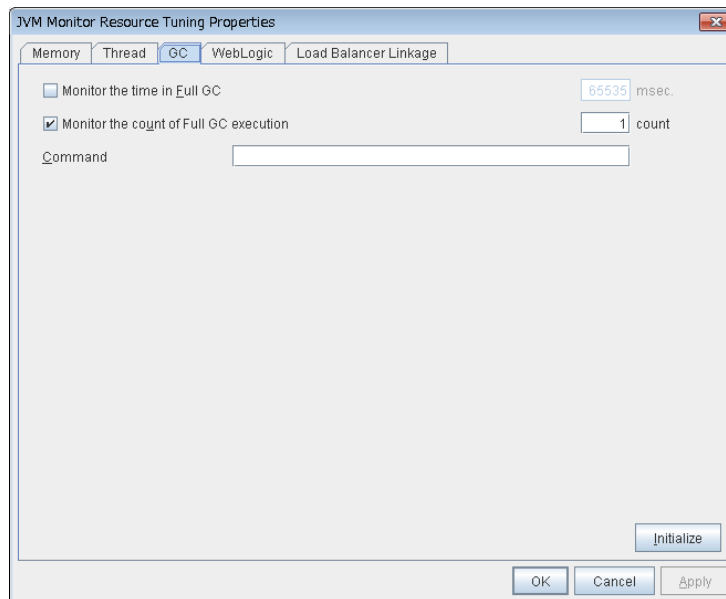 JVM Monitor Resource Tuning Properties
Memory Thread GC WebLogic Load Balancer Linkage
Monitor the time in Full GC 65535 msec.
Monitor the count of Full GC execution 1 count
Command
Initialize
OK Cancel Apply